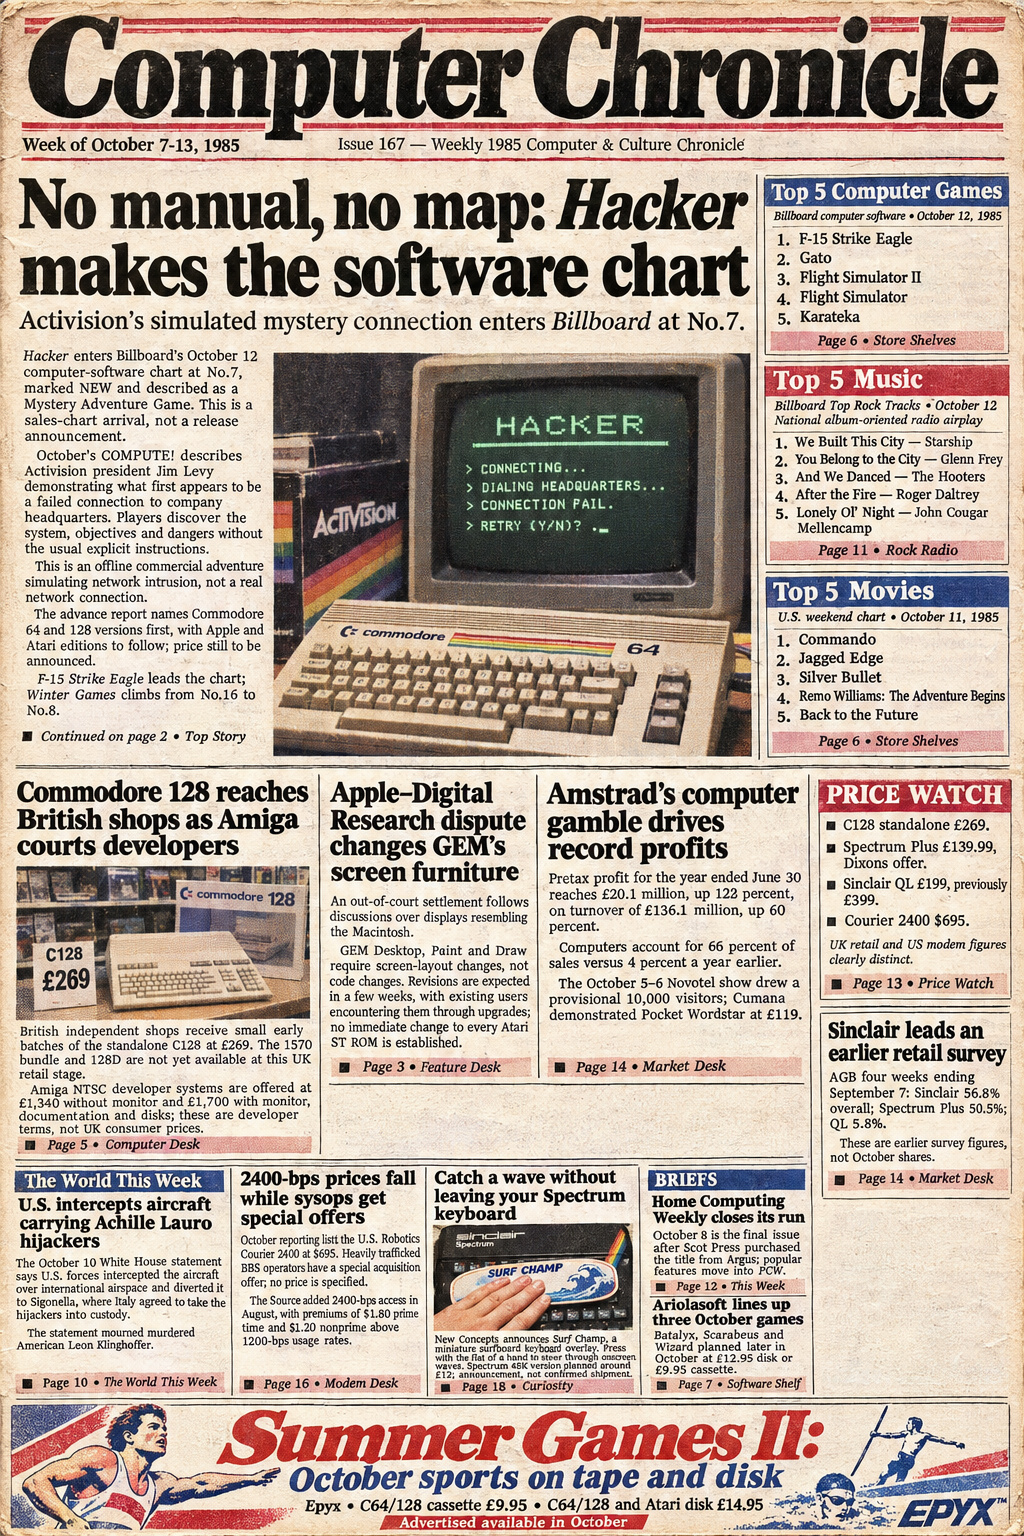 Computer Chronicle
Week of October 7-13, 1985
Issue 167 — Weekly 1985 Computer & Culture Chronicle
No manual, no map: Hacker
makes the software chart
Activision's simulated mystery connection enters Billboard at No.7.
Hacker enters Billboard's October 12
computer-software chart at No.7,
marked NEW and described as a
Mystery Adventure Game. This is a
sales-chart arrival, not a release
announcement.
October's COMPUTE! describes
Activision president Jim Levy
demonstrating what first appears to be
a failed connection to company
headquarters. Players discover the
system, objectives and dangers without
the usual explicit instructions.
This is an offline commercial adventure
simulating network intrusion, not a real
network connection.
The advance report names Commodore
64 and 128 versions first, with Apple and
Atari editions to follow; price still to be
announced.
F-15 Strike Eagle leads the chart;
Winter Games climbs from No.16 to
No.8.
■ Continued on page 2 • Top Story
ACTIVISION
HACKER
> CONNECTING...
> DIALING HEADQUARTERS...
> CONNECTION FAIL.
> RETRY (Y/N)? ._
commodore
64
Top 5 Computer Games
Billboard computer software • October 12, 1985
1. F-15 Strike Eagle
2. Gato
3. Flight Simulator II
4. Flight Simulator
5. Karateka
Page 6 • Store Shelves
Top 5 Music
Billboard Top Rock Tracks • October 12
National album-oriented radio airplay
1. We Built This City — Starship
2. You Belong to the City — Glenn Frey
3. And We Danced — The Hooters
4. After the Fire — Roger Daltrey
5. Lonely Ol' Night — John Cougar
Mellencamp
Page 11 • Rock Radio
Top 5 Movies
U.S. weekend chart • October 11, 1985
1. Commando
2. Jagged Edge
3. Silver Bullet
4. Remo Williams: The Adventure Begins
5. Back to the Future
Page 6 • Store Shelves
Commodore 128 reaches
British shops as Amiga
courts developers
commodore 128
C128
£269
British independent shops receive small early
batches of the standalone C128 at £269. The 1570
bundle and 128D are not yet available at this UK
retail stage.
Amiga NTSC developer systems are offered at
£1,340 without monitor and £1,700 with monitor,
documentation and disks; these are developer
terms, not UK consumer prices.
■ Page 5 • Computer Desk
Apple–Digital
Research dispute
changes GEM's
screen furniture
An out-of-court settlement follows
discussions over displays resembling
the Macintosh.
GEM Desktop, Paint and Draw
require screen-layout changes, not
code changes. Revisions are expected
in a few weeks, with existing users
encountering them through upgrades;
no immediate change to every Atari
ST ROM is established.
■ Page 3 • Feature Desk
Amstrad's computer
gamble drives
record profits
Pretax profit for the year ended June 30
reaches £20.1 million, up 122 percent,
on turnover of £136.1 million, up 60
percent.
Computers account for 66 percent of
sales versus 4 percent a year earlier.
The October 5–6 Novotel show drew a
provisional 10,000 visitors; Cumana
demonstrated Pocket Wordstar at £119.
■ Page 14 • Market Desk
PRICE WATCH
■ C128 standalone £269.
■ Spectrum Plus £139.99,
Dixons offer.
■ Sinclair QL £199, previously
£399.
■ Courier 2400 $695.
UK retail and US modem figures
clearly distinct.
■ Page 13 • Price Watch
Sinclair leads an
earlier retail survey
AGB four weeks ending
September 7: Sinclair 56.8%
overall; Spectrum Plus 50.5%;
QL 5.8%.
These are earlier survey figures,
not October shares.
■ Page 14 • Market Desk
The World This Week
U.S. intercepts aircraft
carrying Achille Lauro
hijackers
The October 10 White House statement
says U.S. forces intercepted the aircraft
over international airspace and diverted it
to Sigonella, where Italy agreed to take the
hijackers into custody.
The statement mourned murdered
American Leon Klinghoffer.
■ Page 10 • The World This Week
2400-bps prices fall
while sysops get
special offers
October reporting listt the U.S. Robotics
Courier 2400 at $695. Heavily trafficked
BBS operators have a special acquisition
offer; no price is specified.
The Source added 2400-bps access in
August, with premiums of $1.80 prime
time and $1.20 nonprime above
1200-bps usage rates.
■ Page 16 • Modem Desk
Catch a wave without
leaving your Spectrum
keyboard
sinclair
Spectrum
SURF CHAMP
New Concepts announces Surf Champ, a
miniature surfboard keyboard overlay. Press
with the flat of a hand to steer through onscreen
waves. Spectrum 48K version planned around
£12; announcement, not confirmed shipment.
■ Page 18 • Curiosity
BRIEFS
Home Computing
Weekly closes its run
October 8 is the final issue
after Scot Press purchased
the title from Argus; popular
features move into PCW.
■ Page 12 • This Week
Ariolasoft lines up
three October games
Batalyx, Scarabeus and
Wizard planned later in
October at £12.95 disk or
£9.95 cassette.
■ Page 7 • Software Shelf
Summer Games II:
October sports on tape and disk
Epyx • C64/128 cassette £9.95 • C64/128 and Atari disk £14.95
Advertised available in October
EPYX™